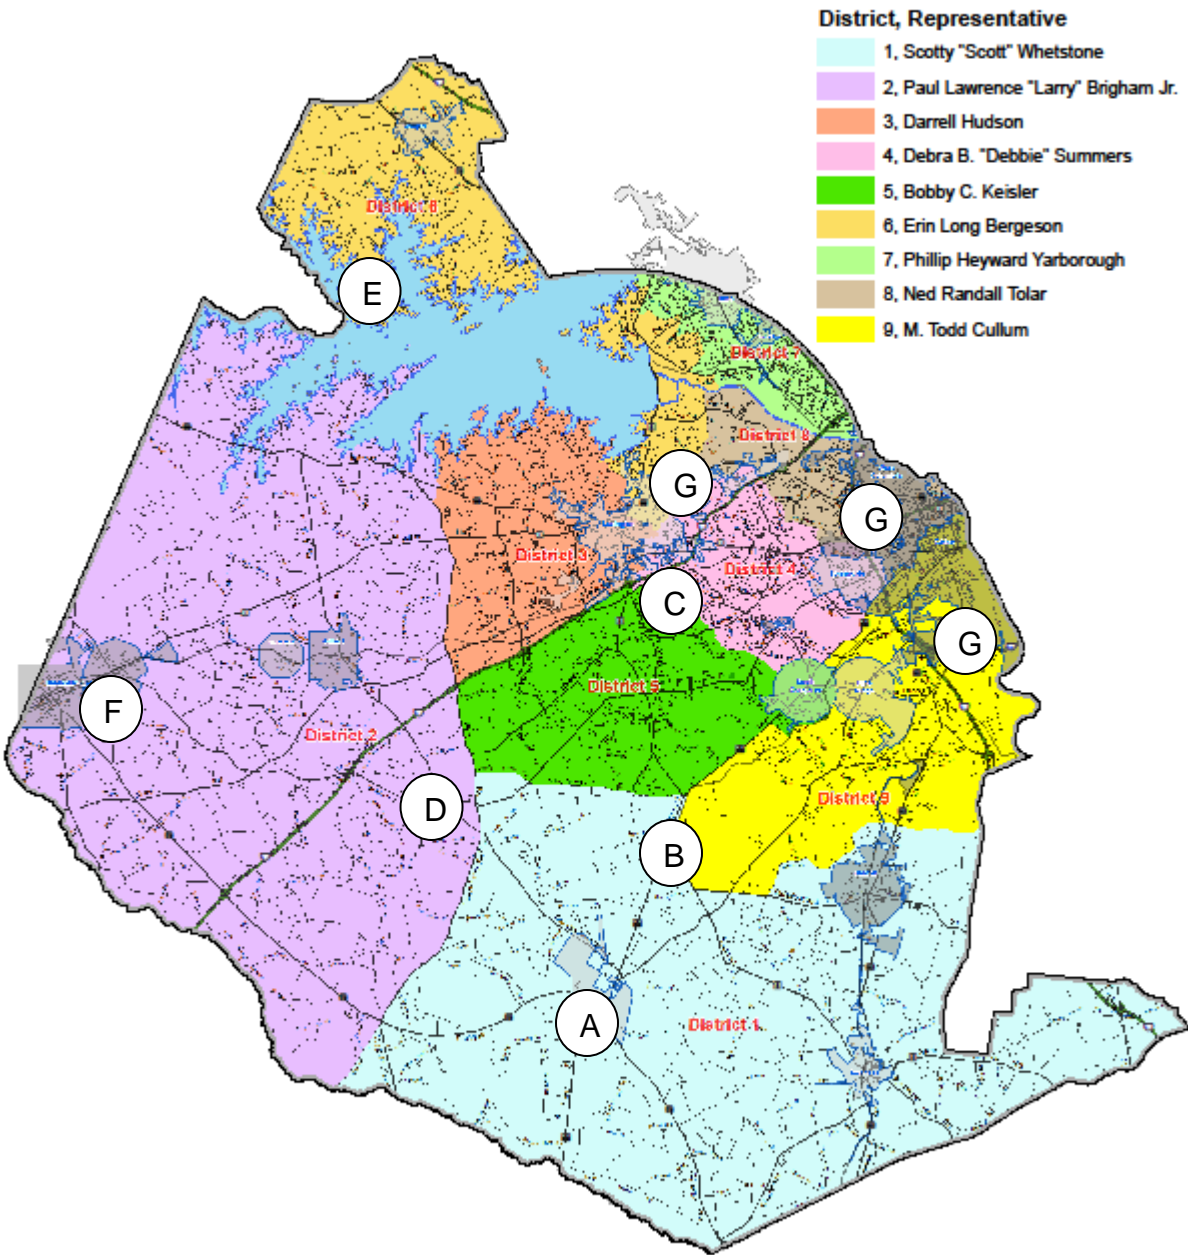 District, Representative
1, Scotty "Scott" Whetstone
2, Paul Lawrence "Larry" Brigham Jr.
3, Darrell Hudson
4, Debra B. "Debbie" Summers
5, Bobby C. Keisler
6, Erin Long Bergeson
7, Phillip Heyward Yarborough
8, Ned Randall Tolar
9, M. Todd Cullum
District 6
E
District 7
District 8
G
G
District 3
District 4
C
G
District 5
F
District 2
D
District 9
B
A
District 1